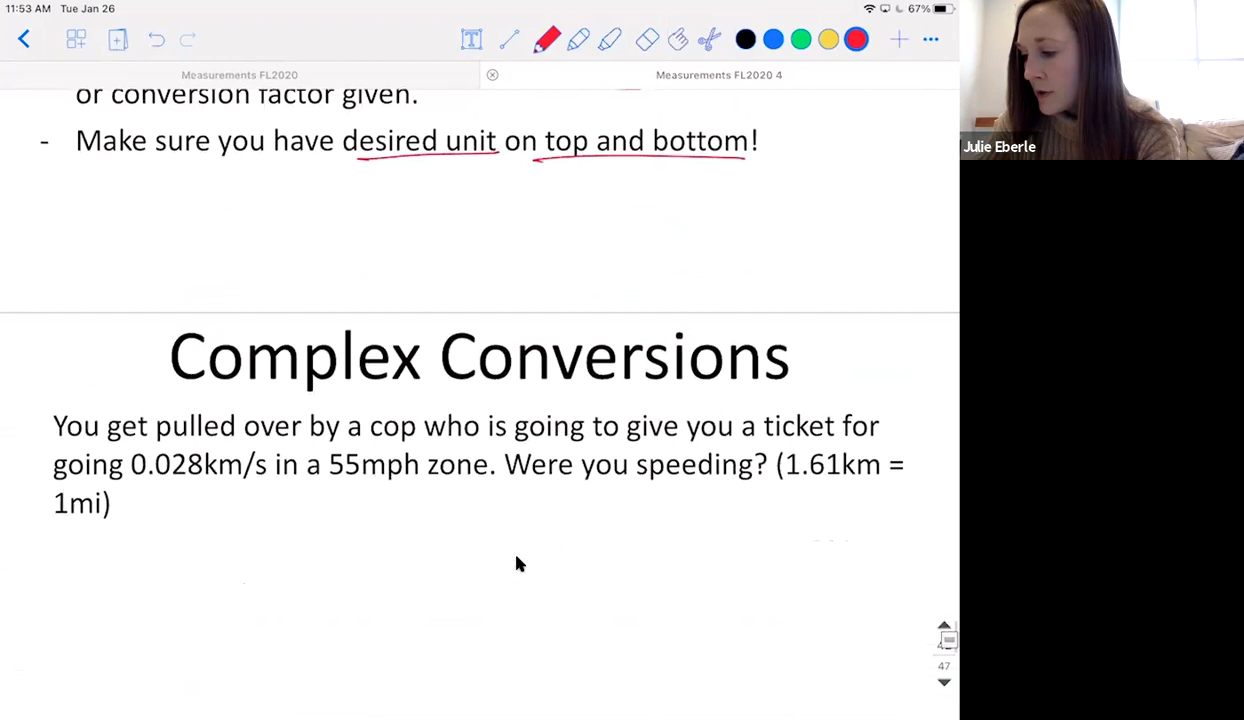 11:53 AM Tue Jan 26
67%
Measurements FL2020
Measurements FL2020 4
or conversion factor given.
- Make sure you have desired unit on top and bottom!
Julie Eberle
Complex Conversions
You get pulled over by a cop who is going to give you a ticket for
going 0.028km/s in a 55mph zone. Were you speeding? (1.61km =
1mi)
47